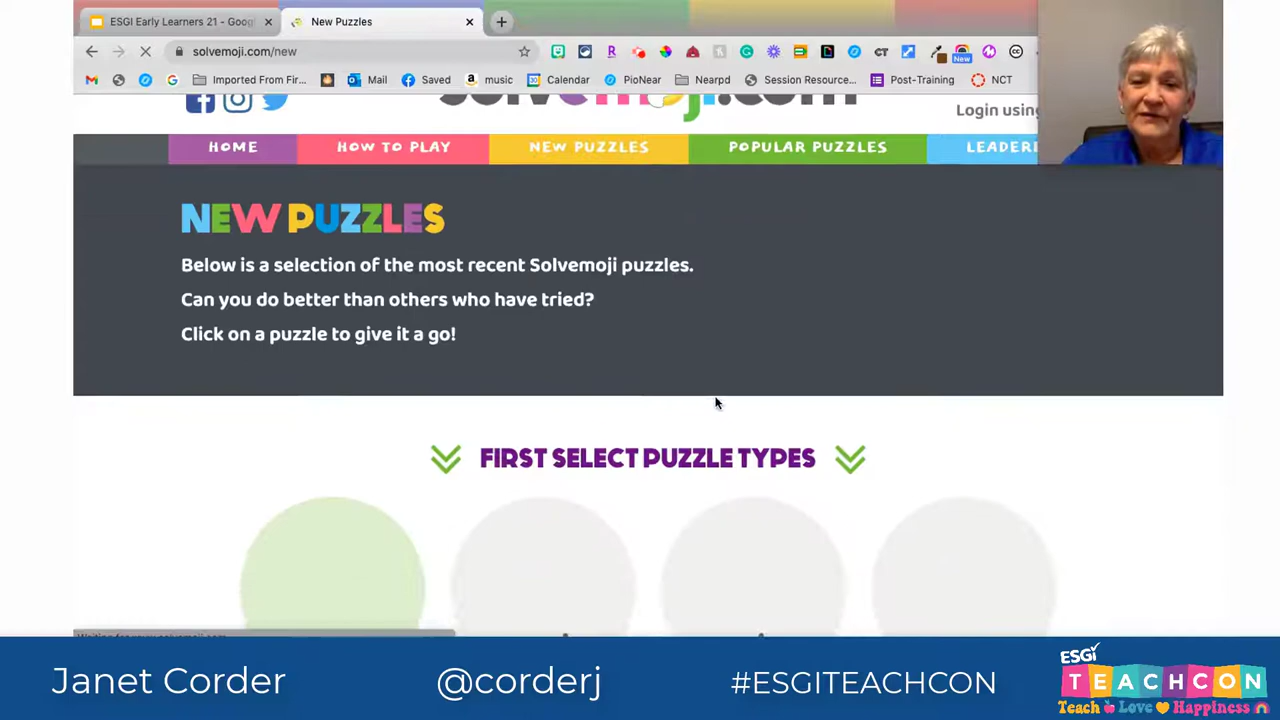 ESGI Early Learners 21 - Goog
New Puzzles
solvemoji.com/new
New
Imported From Fir...
Mail
Saved
music
Calendar
PioNear
Nearpd
Session Resource...
Post-Training
NCT
solvemoji.com
Login using
HOME
HOW TO PLAY
NEW PUZZLES
POPULAR PUZZLES
LEADER
NEW PUZZLES
Below is a selection of the most recent Solvemoji puzzles.
Can you do better than others who have tried?
Click on a puzzle to give it a go!
FIRST SELECT PUZZLE TYPES
Janet Corder
@corderj
#ESGITEACHCON
ESGI
TEACHCON
Teach Love Happiness